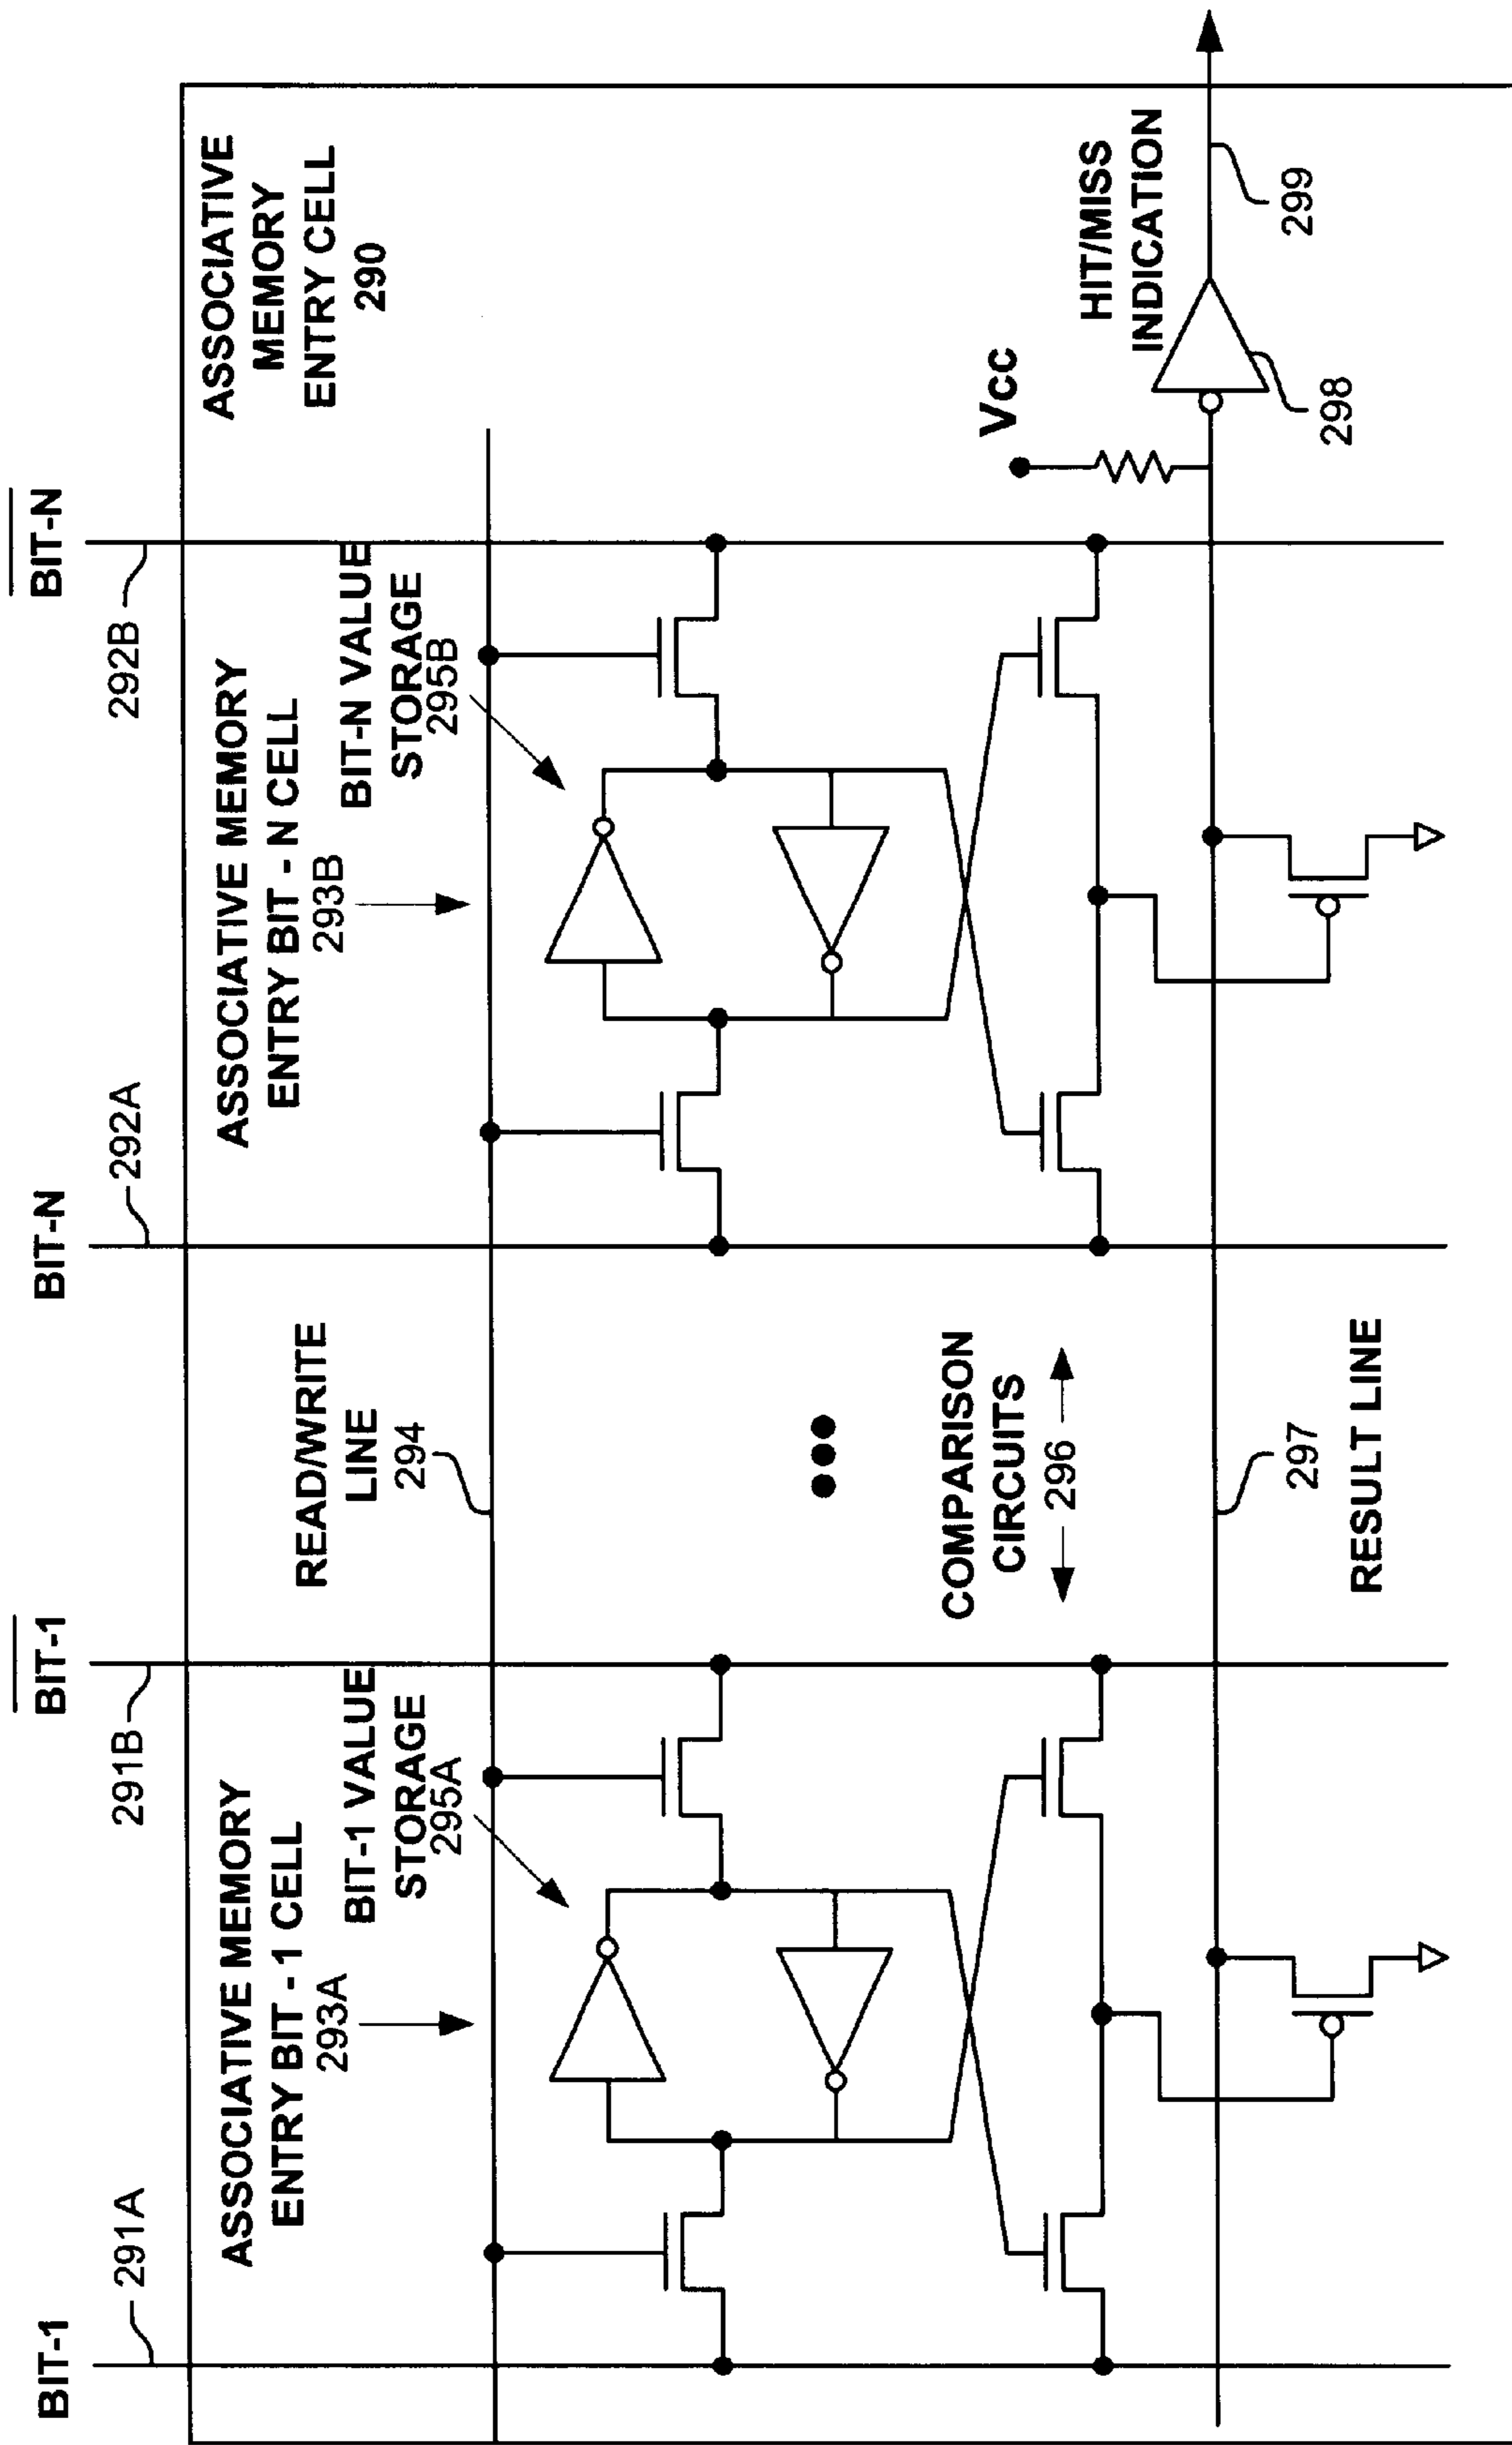 BIT-1
BIT-1
BIT-N
BIT-N
291A
291B
292A
292B
ASSOCIATIVE MEMORY
ENTRY BIT - 1 CELL
293A
BIT-1 VALUE
STORAGE
295A
READ/WRITE
LINE
294
ASSOCIATIVE MEMORY
ENTRY BIT - N CELL
293B
BIT-N VALUE
STORAGE
295B
ASSOCIATIVE
MEMORY
ENTRY CELL
290
COMPARISON
CIRCUITS
296
Vcc
HIT/MISS
INDICATION
297
RESULT LINE
298
299